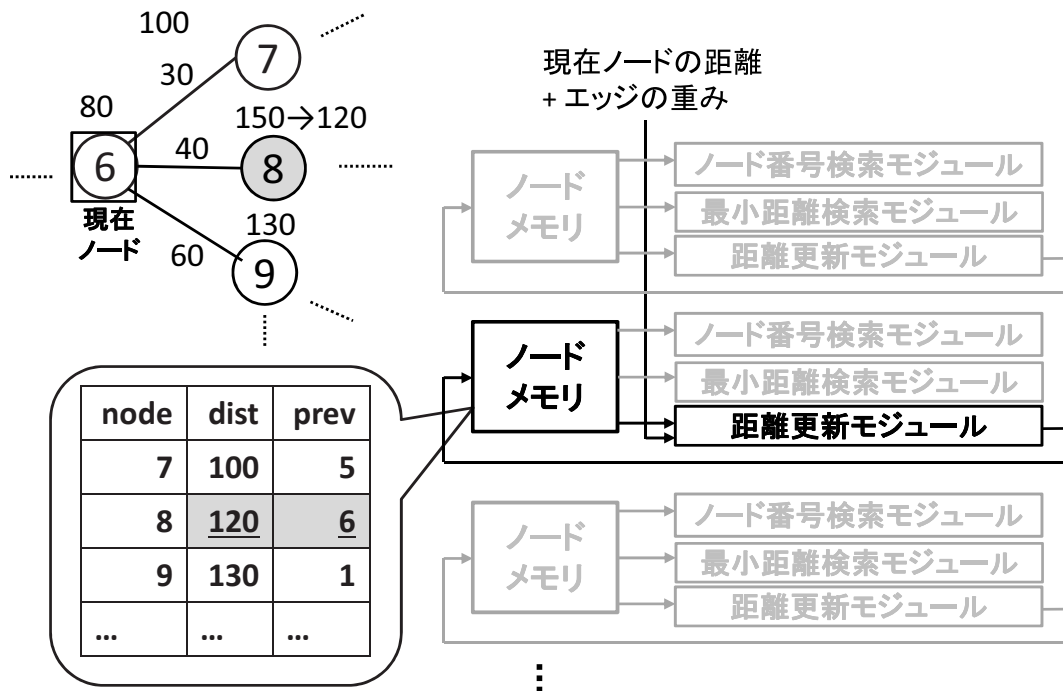 100
7
30
80
150→120
6
40
8
現在
ノード
130
60
9
node dist prev
7 100 5
8 120 6
9 130 1
... ... ...
現在ノードの距離
+ エッジの重み
ノード
メモリ
ノード番号検索モジュール
最小距離検索モジュール
距離更新モジュール
ノード
メモリ
ノード番号検索モジュール
最小距離検索モジュール
距離更新モジュール
ノード
メモリ
ノード番号検索モジュール
最小距離検索モジュール
距離更新モジュール
⋮